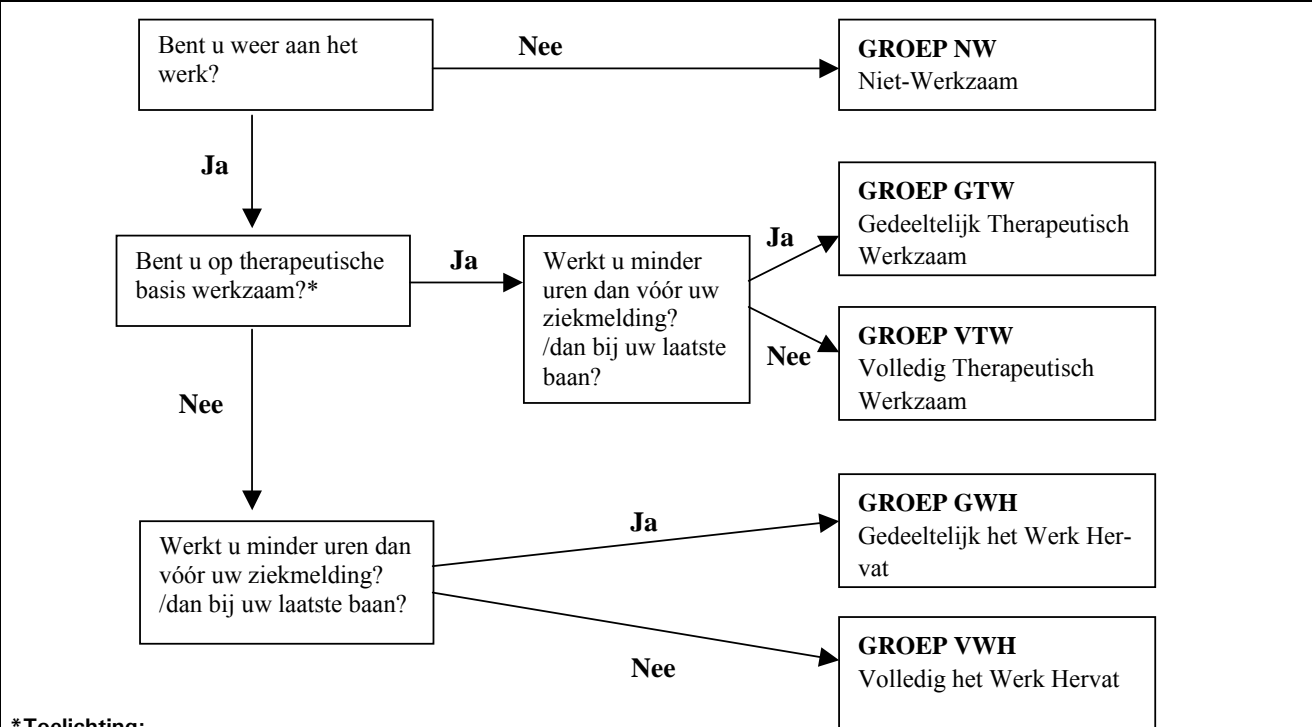 Bent u weer aan het
werk?
Nee
GROEP NW
Niet-Werkzaam
Ja
Bent u op therapeutische
basis werkzaam?*
Ja
Werkt u minder
uren dan vóór uw
ziekmelding?
/dan bij uw laatste
baan?
Ja
GROEP GTW
Gedeeltelijk Therapeutisch
Werkzaam
Nee
GROEP VTW
Volledig Therapeutisch
Werkzaam
Nee
Werkt u minder uren dan
vóór uw ziekmelding?
/dan bij uw laatste baan?
Ja
GROEP GWH
Gedeeltelijk het Werk Her-
vat
Nee
GROEP VWH
Volledig het Werk Hervat
*Toelichting: